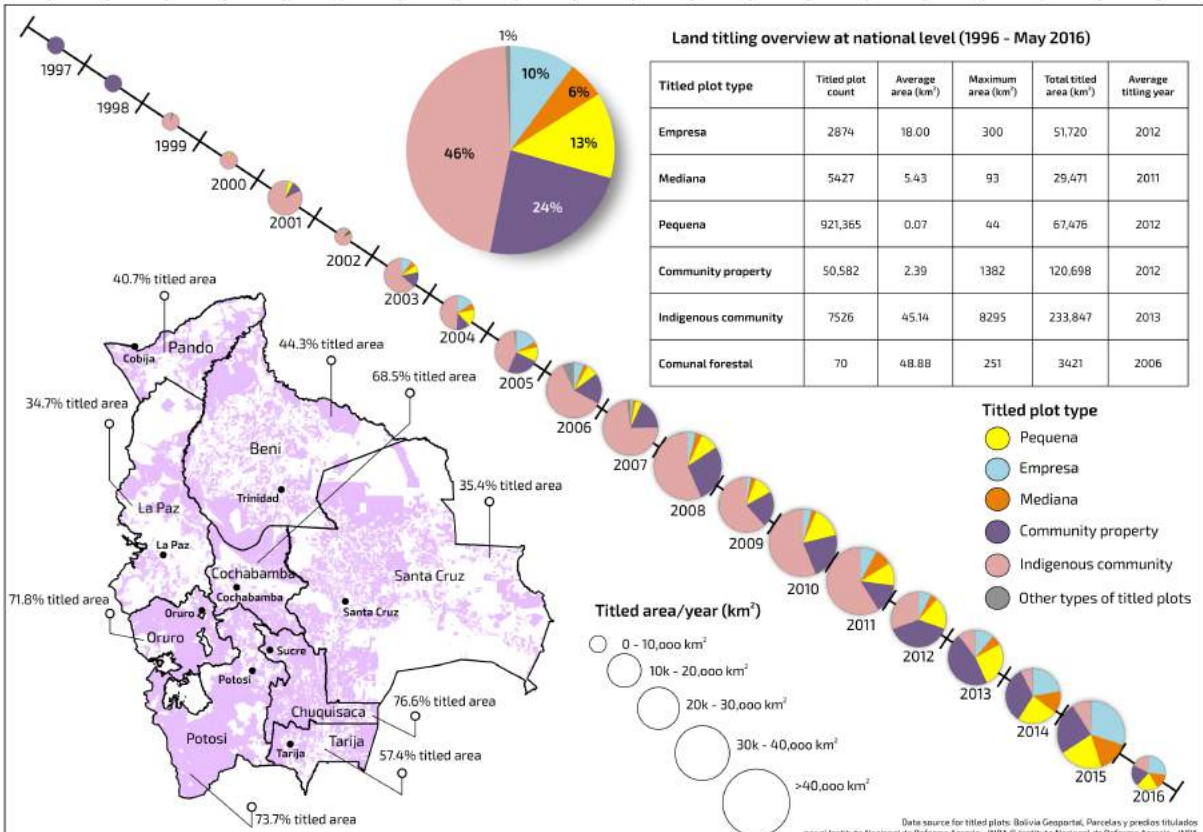 Land titling overview at national level (1996 - May 2016)
Titled plot type Titled plot count Average area (km²) Maximum area (km²) Total titled area (km²) Average titling year
Empresa 2874 18.00 300 51,720 2012
Mediana 5427 5.43 93 29,471 2011
Pequena 921,365 0.07 44 67,476 2012
Community property 50,582 2.39 1382 120,698 2012
Indigenous community 7526 45.14 8295 233,847 2013
Comunal forestal 70 48.88 251 3421 2006
1%
10%
6%
13%
24%
46%
1997
1998
1999
2000
2001
2002
2003
2004
2005
2006
2007
2008
2009
2010
2011
2012
2013
2014
2015
2016
40.7% titled area
44.3% titled area
68.5% titled area
34.7% titled area
35.4% titled area
71.8% titled area
76.6% titled area
57.4% titled area
73.7% titled area
Pando
Cobija
Beni
Trinidad
La Paz
La Paz
Cochabamba
Cochabamba
Santa Cruz
Santa Cruz
Oruro
Oruro
Sucre
Potosi
Chuquisaca
Potosi
Tarija
Tarija
Titled plot type
Pequena
Empresa
Mediana
Community property
Indigenous community
Other types of titled plots
Titled area/year (km²)
0 - 10,000 km²
10k - 20,000 km²
20k - 30,000 km²
30k - 40,000 km²
>40,000 km²
Data source for titled plots: Bolivia Geoportal, Parcelas y predios titulados